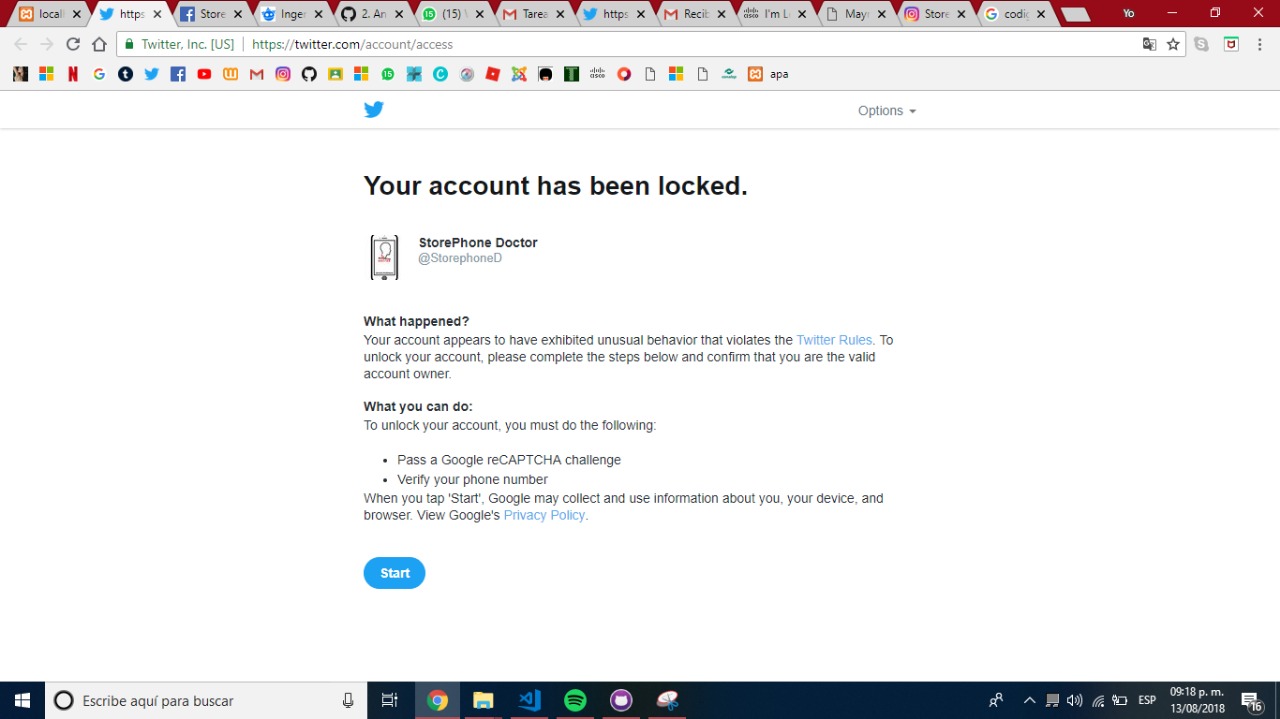 locali
https
Store
Inger
2. An
(15) W
Tarea
https
Recib
I'm L
Mayr
Store
codig
Yo
Twitter, Inc. [US]
https://twitter.com/account/access
apa
Options
Your account has been locked.
StorePhone Doctor
@StorephoneD
What happened?
Your account appears to have exhibited unusual behavior that violates the Twitter Rules. To
unlock your account, please complete the steps below and confirm that you are the valid
account owner.
What you can do:
To unlock your account, you must do the following:
• Pass a Google reCAPTCHA challenge
• Verify your phone number
When you tap 'Start', Google may collect and use information about you, your device, and
browser. View Google's Privacy Policy.
Start
Escribe aquí para buscar
ESP
09:18 p. m.
13/08/2018
16